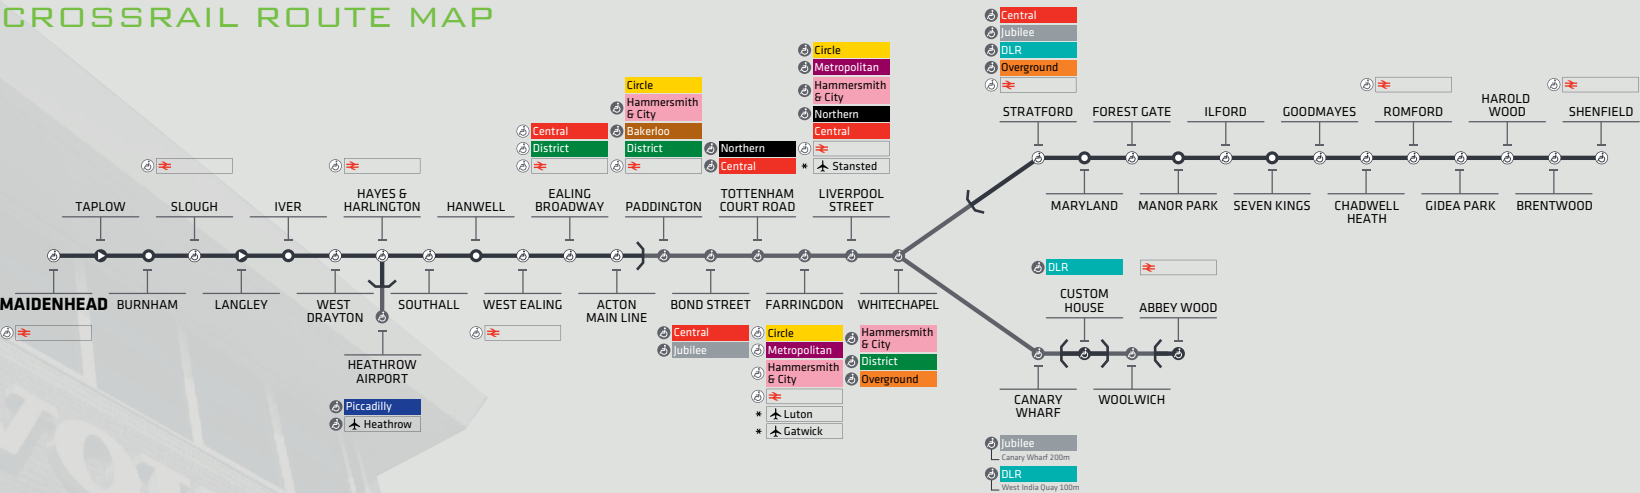 CROSSRAIL ROUTE MAP
Central
Jubilee
DLR
Overground
Circle
Metropolitan
Hammersmith
& City
Northern
Central
* Stansted
Circle
Hammersmith
& City
Bakerloo
District
Central
District
Northern
Central
TAPLOW
SLOUGH
IVER
HAYES &
HARLINGTON
HANWELL
EALING
BROADWAY
PADDINGTON
TOTTENHAM
COURT ROAD
LIVERPOOL
STREET
STRATFORD
FOREST GATE
ILFORD
GOODMAYES
ROMFORD
HAROLD
WOOD
SHENFIELD
MARYLAND
MANOR PARK
SEVEN KINGS
CHADWELL
HEATH
GIDEA PARK
BRENTWOOD
MAIDENHEAD
BURNHAM
LANGLEY
WEST
DRAYTON
SOUTHALL
WEST EALING
ACTON
MAIN LINE
BOND STREET
FARRINGDON
WHITECHAPEL
HEATHROW
AIRPORT
Piccadilly
Heathrow
Central
Jubilee
Circle
Metropolitan
Hammersmith
& City
* Luton
* Gatwick
Hammersmith
& City
District
Overground
DLR
CUSTOM
HOUSE
ABBEY WOOD
CANARY
WHARF
WOOLWICH
Jubilee
Canary Wharf 200m
DLR
West India Quay 100m